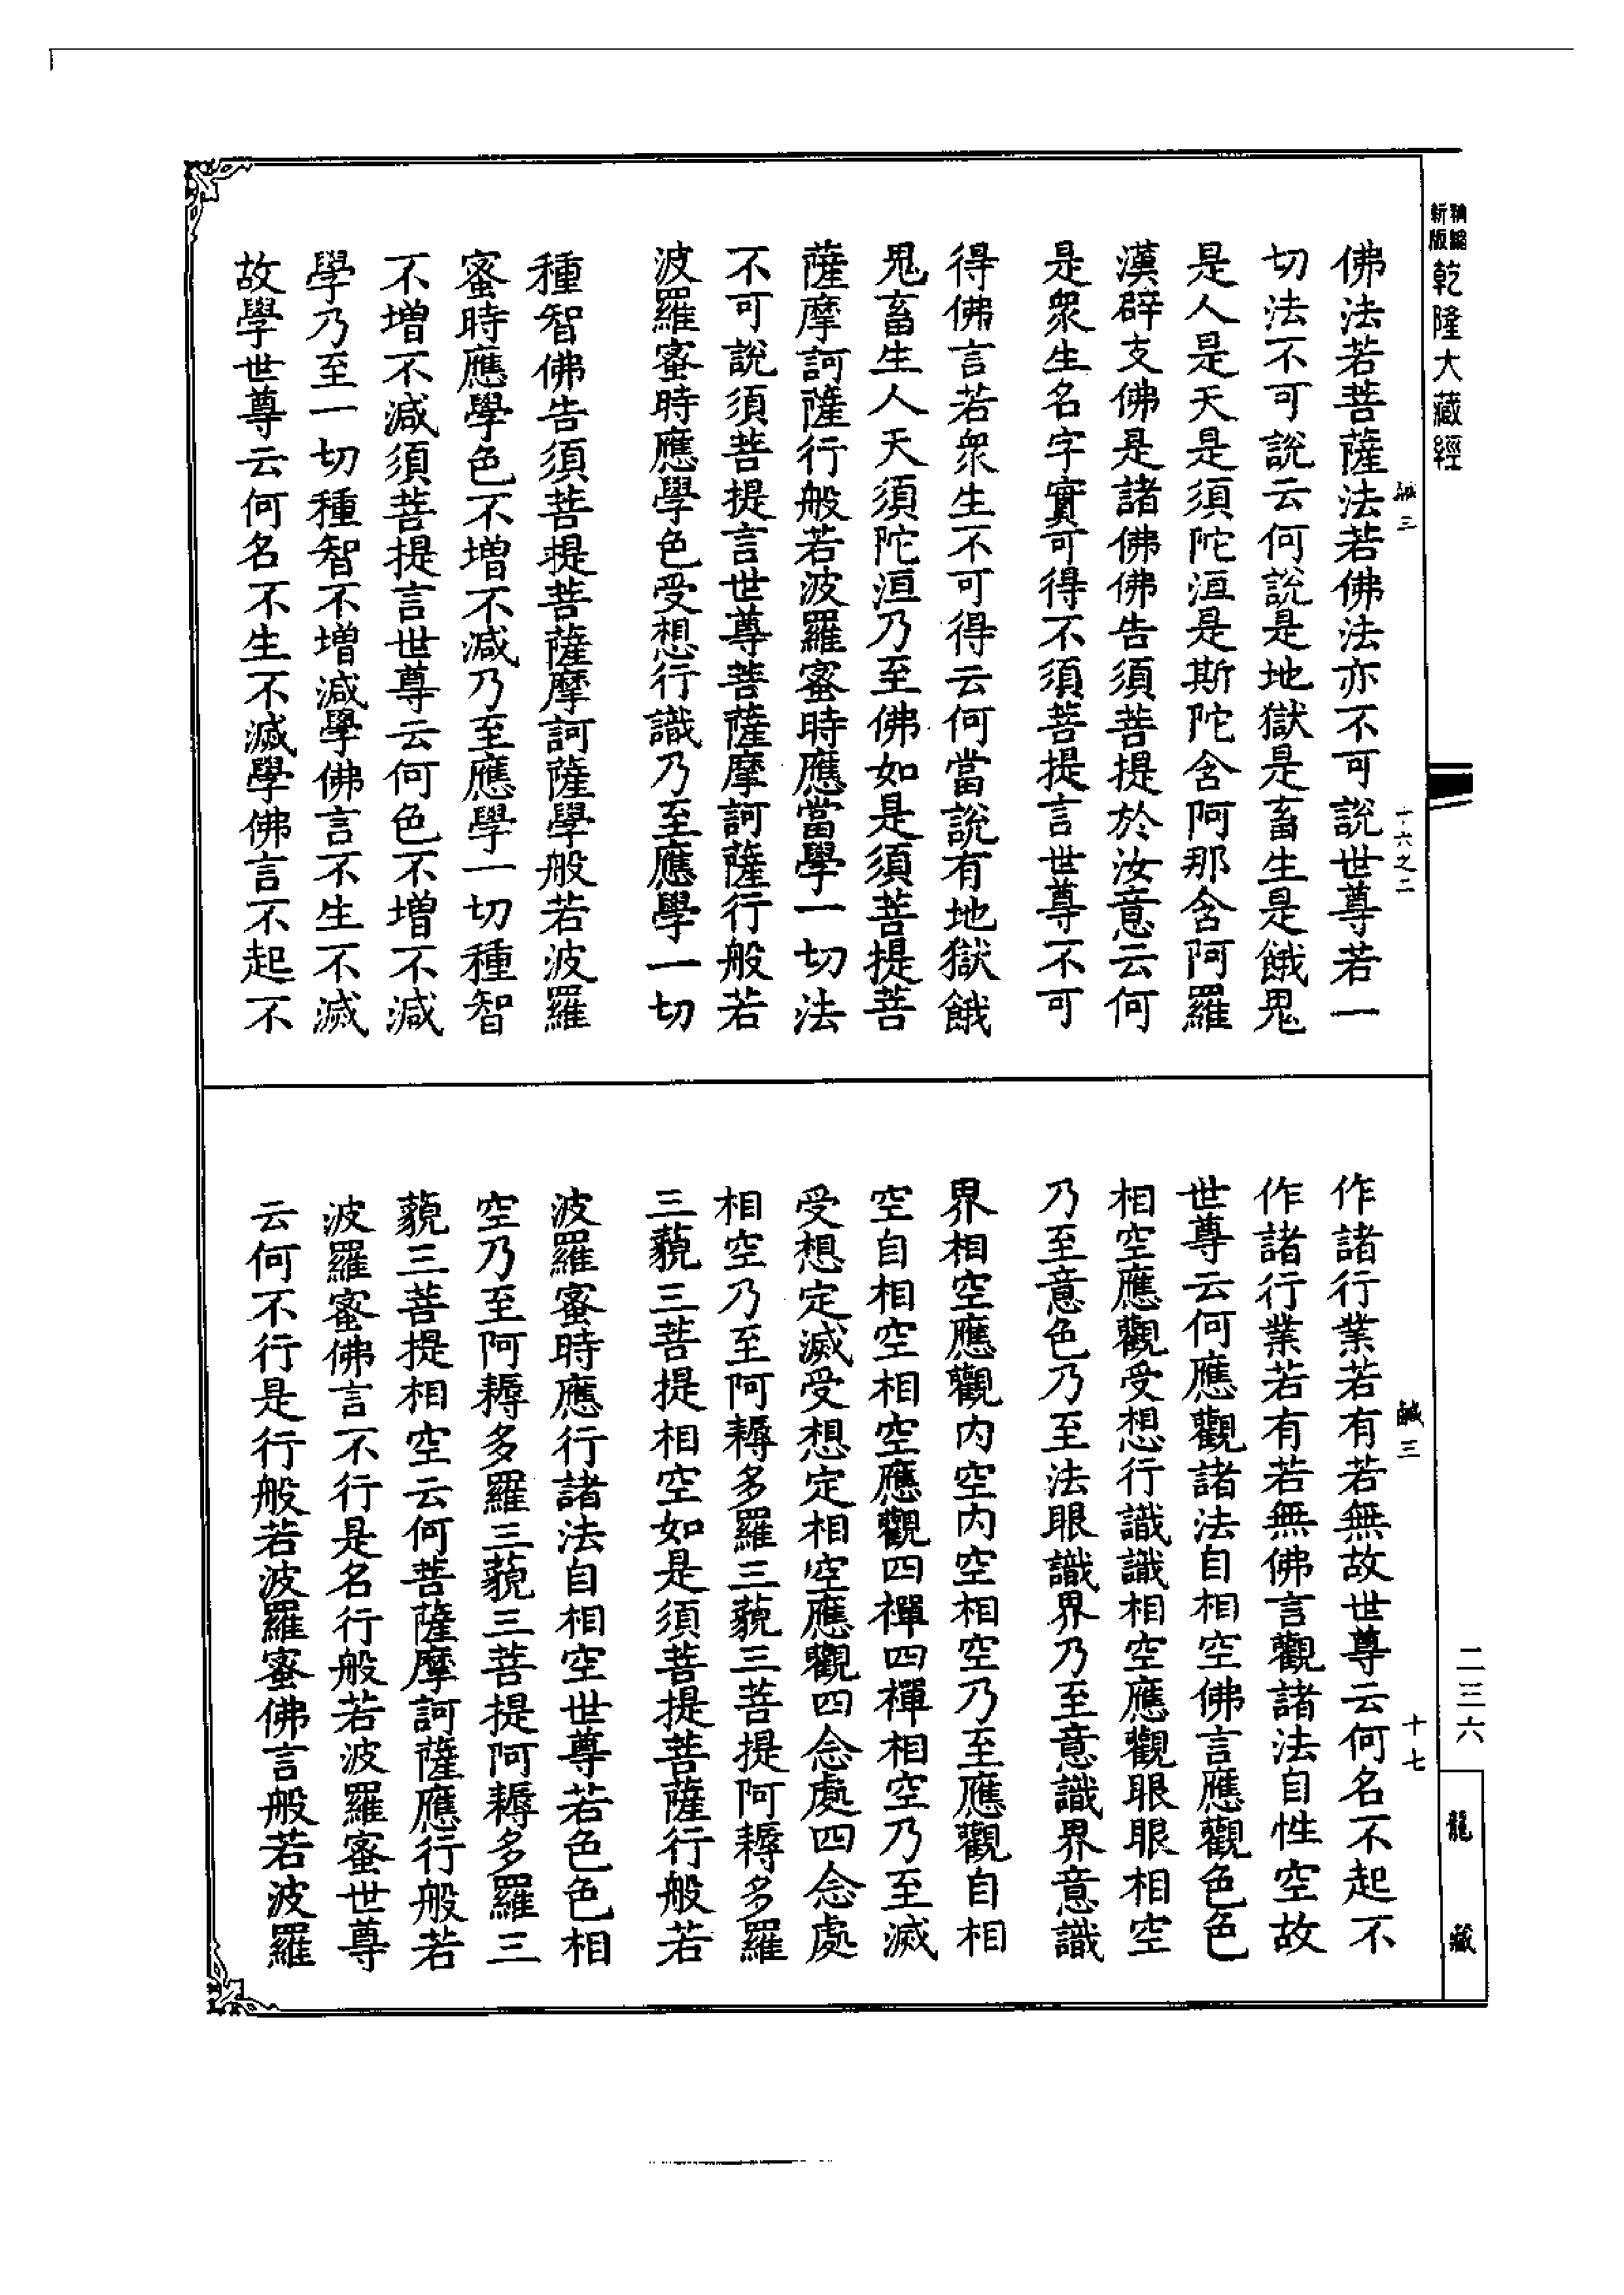 新版
精縮
乾隆大藏經
二三六
龍藏
鹹三
十六之二
佛法若菩薩法若佛法亦不可說世尊若一
切法不可說云何說是地獄是畜生是餓鬼
是人是天是須陀洹是斯陀含阿那含阿羅
漢辟支佛是諸佛佛告須菩提於汝意云何
是衆生名字實可得不須菩提言世尊不可
得佛言若衆生不可得云何當說有地獄餓
鬼畜生人天須陀洹乃至佛如是須菩提菩
薩摩訶薩行般若波羅蜜時應當學一切法
不可說須菩提言世尊菩薩摩訶薩行般若
波羅蜜時應學色受想行識乃至應學一切
種智佛告須菩提菩薩摩訶薩學般若波羅
蜜時應學色不增不減乃至應學一切種智
不增不減須菩提言世尊云何色不增不減
學乃至一切種智不增減學佛言不生不滅
故學世尊云何名不生不滅學佛言不起不
鹹三
十七
作諸行業若有若無故世尊云何名不起不
作諸行業若有若無佛言觀諸法自性空故
世尊云何應觀諸法自相空佛言應觀色色
相空應觀受想行識識相空應觀眼眼相空
乃至意色乃至法眼識界乃至意識界意識
界相空應觀內空內空相空乃至應觀自相
空自相空相空應觀四禪四禪相空乃至滅
受想定滅受想定相空應觀四念處四念處
相空乃至阿耨多羅三藐三菩提阿耨多羅
三藐三菩提相空如是須菩提菩薩行般若
波羅蜜時應行諸法自相空世尊若色色相
空乃至阿耨多羅三藐三菩提阿耨多羅三
藐三菩提相空云何菩薩摩訶薩應行般若
波羅蜜佛言不行是名行般若波羅蜜世尊
云何不行是行般若波羅蜜佛言般若波羅